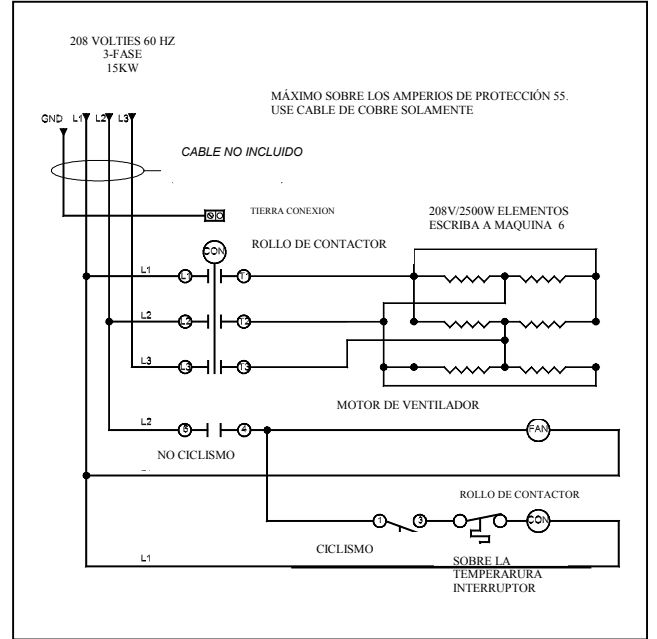 208 VOLTIES 60 HZ
3-FASE
15KW
MÁXIMO SOBRE LOS AMPERIOS DE PROTECCIÓN 55.
USE CABLE DE COBRE SOLAMENTE
GND L1 L2 L3
CABLE NO INCLUIDO
TIERRA CONEXION
208V/2500W ELEMENTOS
ESCRIBA A MAQUINA 6
CON
ROLLO DE CONTACTOR
L1 L1 T1
L2 L2 T2
L3 L3 T3
MOTOR DE VENTILADOR
L2 4 FAN
NO CICLISMO
ROLLO DE CONTACTOR
1 3 CON
CICLISMO
L1
SOBRE LA
TEMPERARURA
INTERRUPTOR